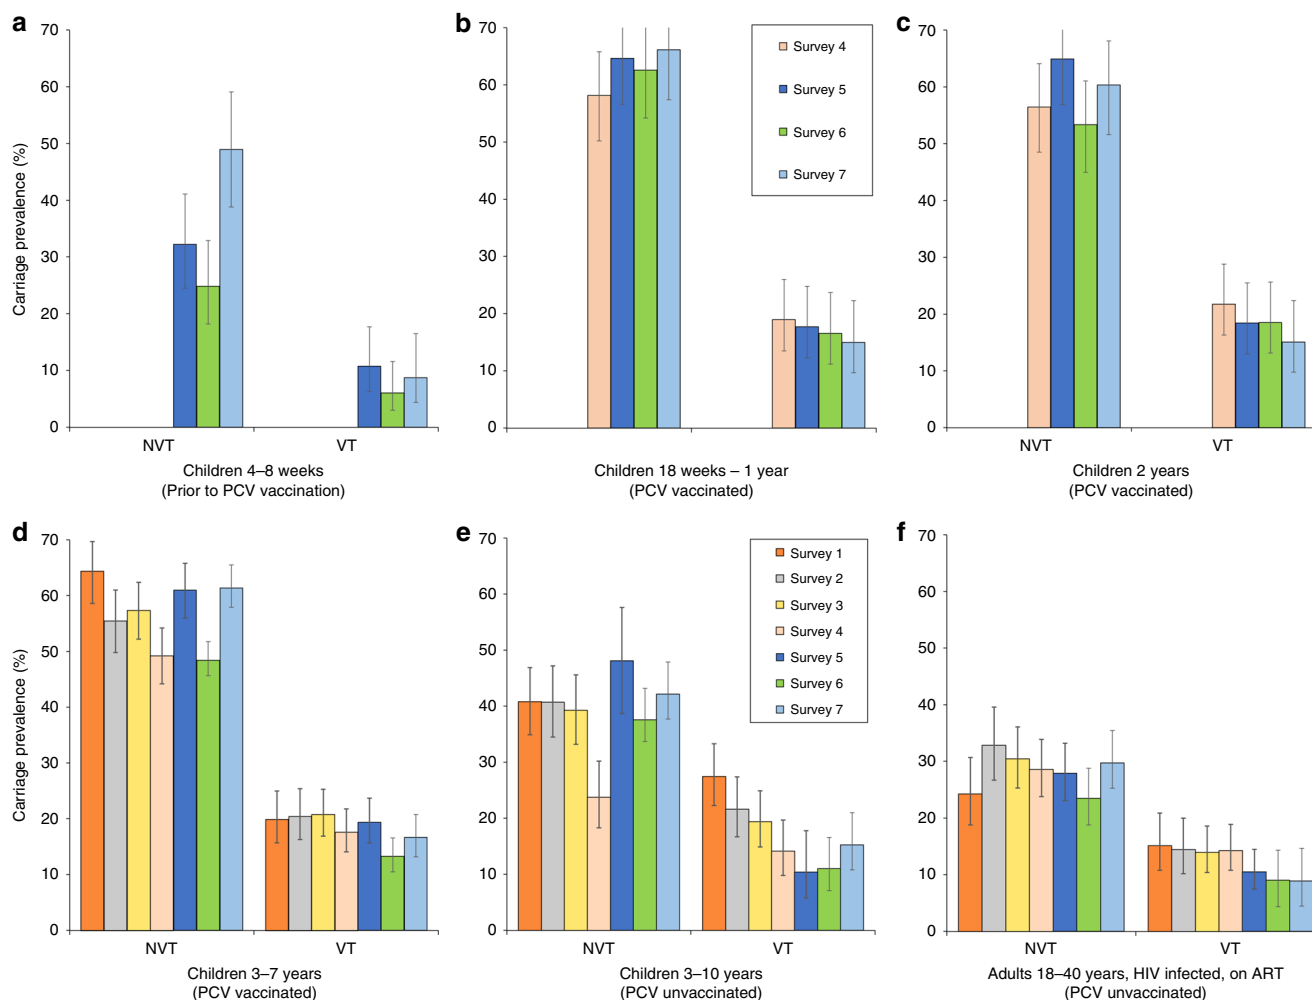 a
70
60
50
40
30
20
10
0
Carriage prevalence (%)
NVT
VT
Children 4–8 weeks
(Prior to PCV vaccination)
b
70
60
50
40
30
20
10
0
Survey 4
Survey 5
Survey 6
Survey 7
Children 18 weeks – 1 year
(PCV vaccinated)
c
70
60
50
40
30
20
10
0
NVT
VT
Children 2 years
(PCV vaccinated)
d
70
60
50
40
30
20
10
0
Carriage prevalence (%)
NVT
VT
Children 3–7 years
(PCV vaccinated)
e
70
60
50
40
30
20
10
0
Survey 1
Survey 2
Survey 3
Survey 4
Survey 5
Survey 6
Survey 7
NVT
VT
Children 3–10 years
(PCV unvaccinated)
f
70
60
50
40
30
20
10
0
NVT
VT
Adults 18–40 years, HIV infected, on ART
(PCV unvaccinated)